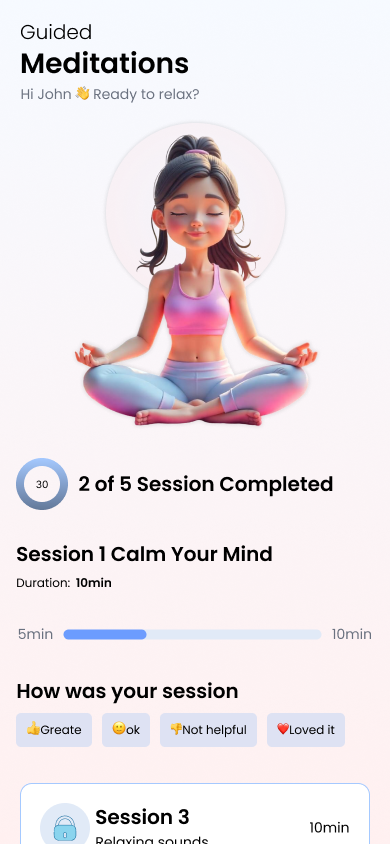 Guided
Meditations
Hi John 👋 Ready to relax?
30
2 of 5 Session Completed
Session 1 Calm Your Mind
Duration: 10min
5min 10min
How was your session
👍Greate 😊ok 👎Not helpful ❤️Loved it
Session 3
10min
Relaxing sounds